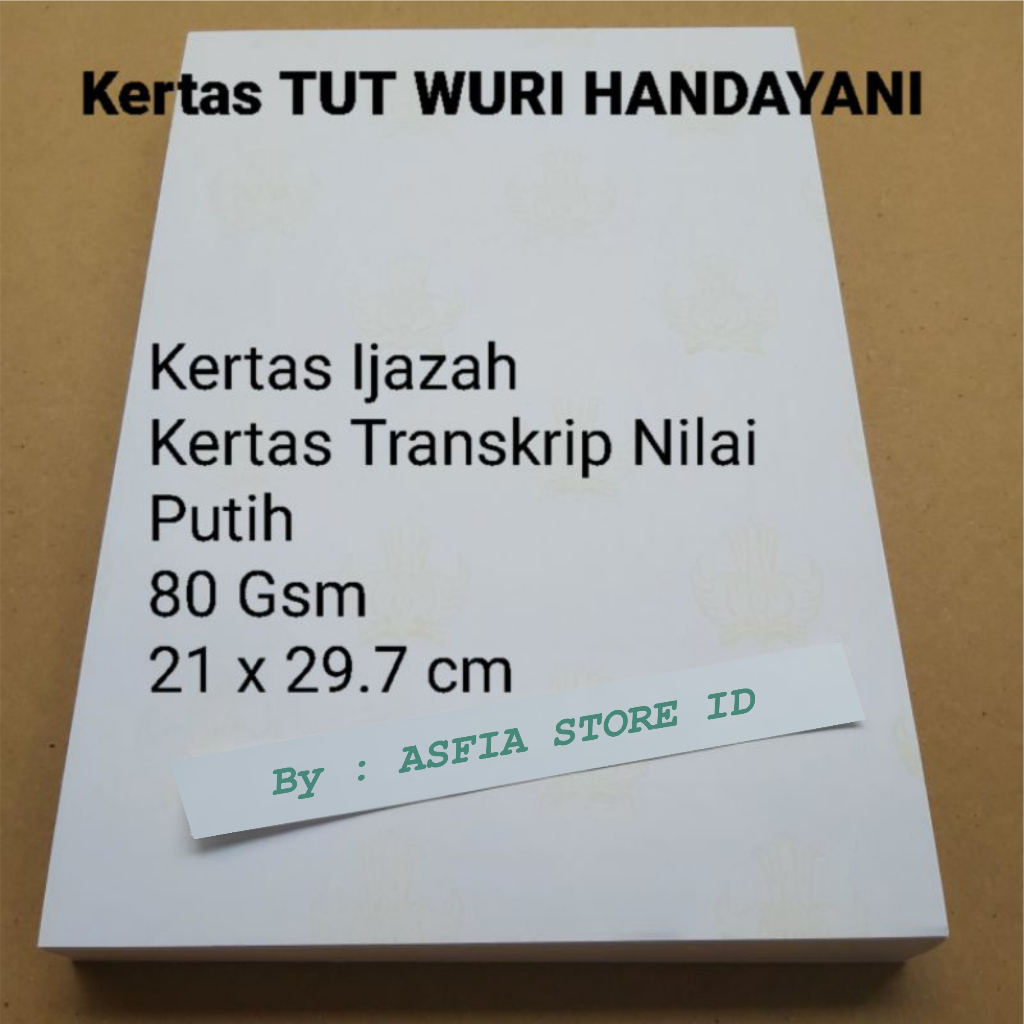 Kertas TUT WURI HANDAYANI
Kertas Ijazah
Kertas Transkrip Nilai
Putih
80 Gsm
21 x 29.7 cm
By : ASFIA STORE ID